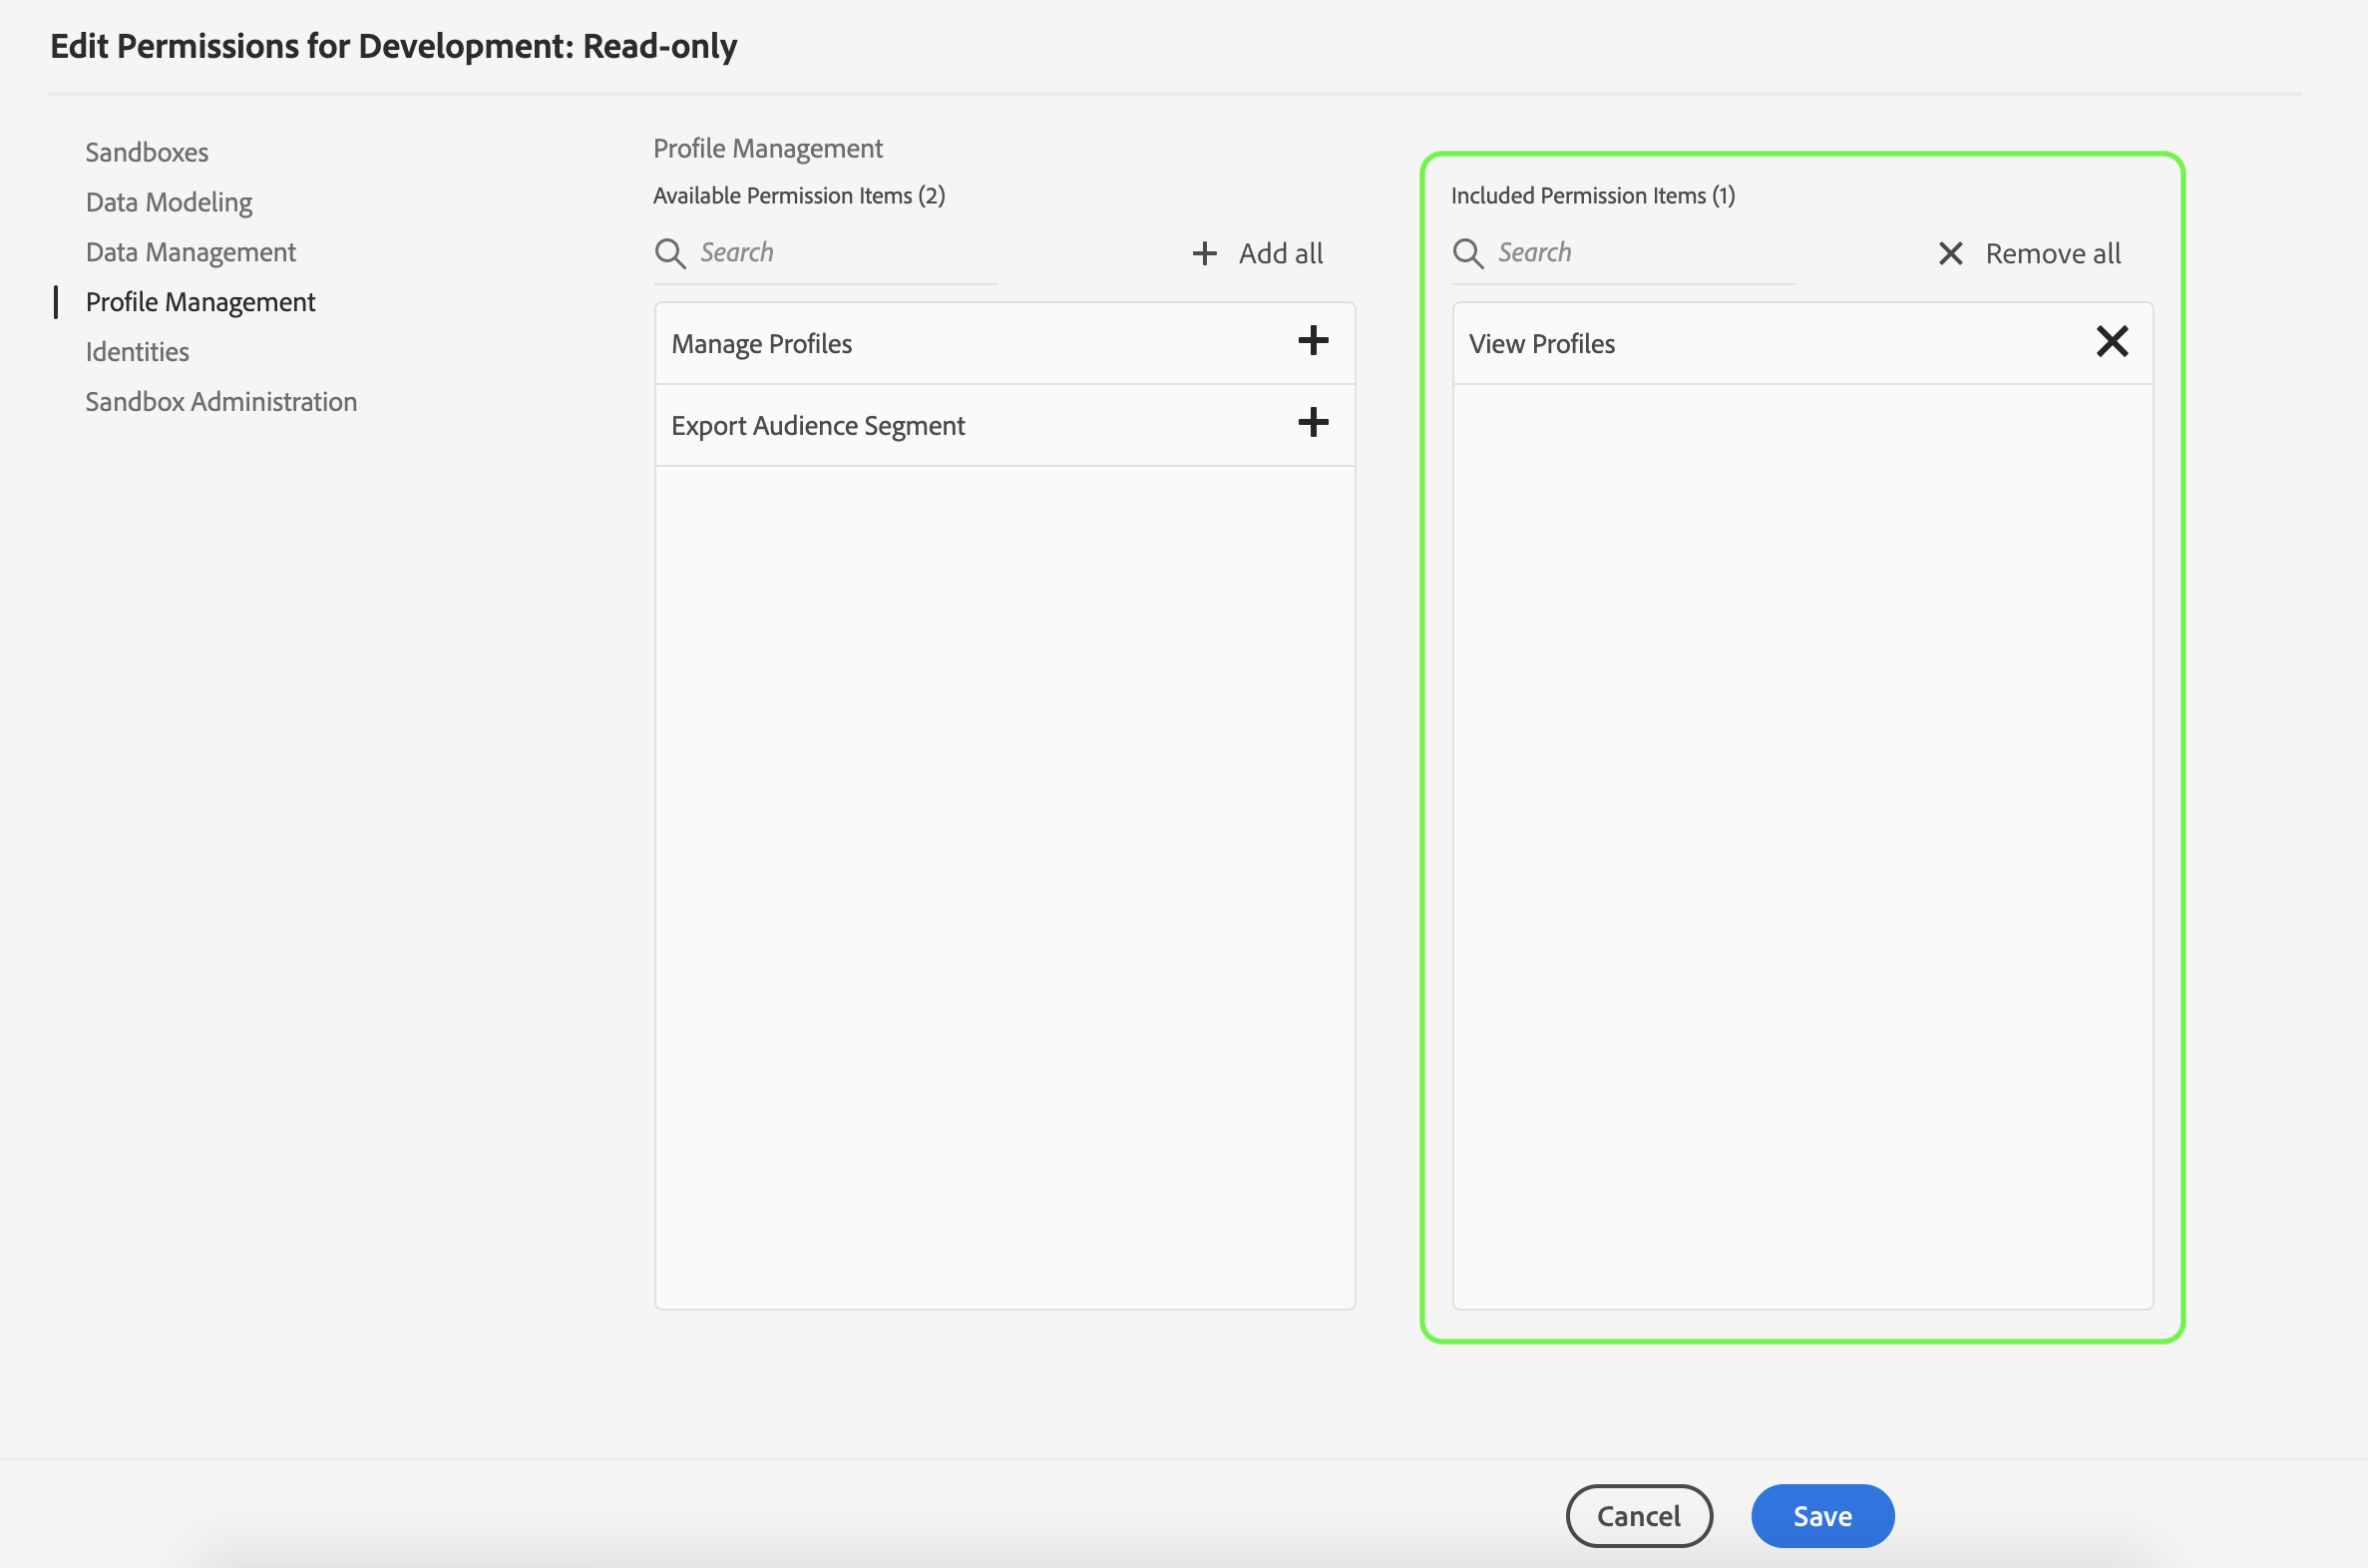 Edit Permissions for Development: Read-only
Sandboxes
Data Modeling
Data Management
Profile Management
Identities
Sandbox Administration
Profile Management
Available Permission Items (2)
Search
Add all
Manage Profiles
Export Audience Segment
Included Permission Items (1)
Search
Remove all
View Profiles
Cancel
Save